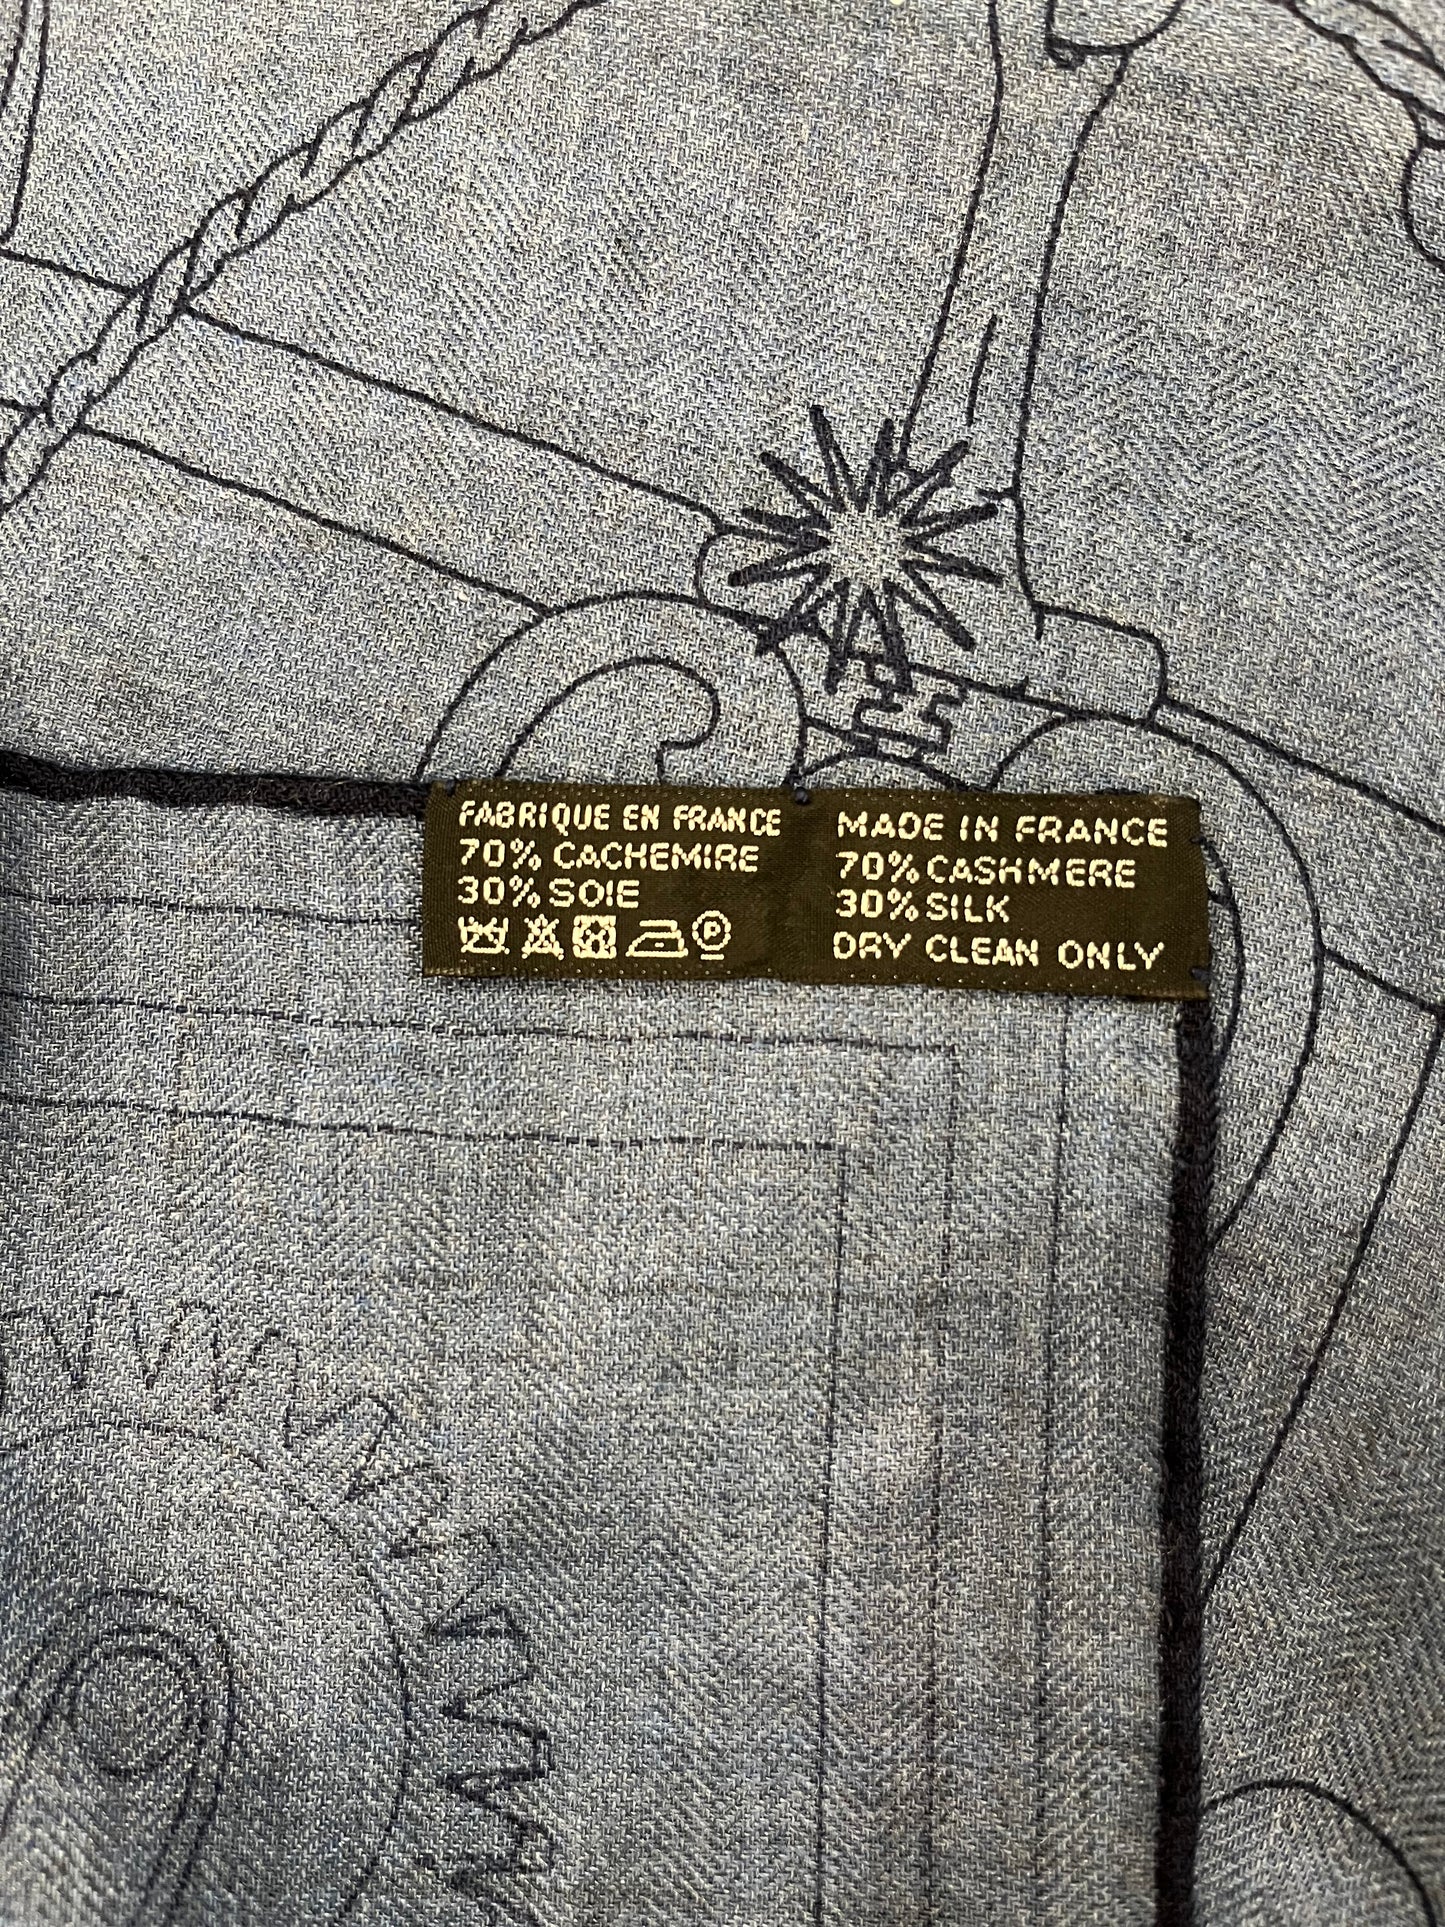 FABRIQUE EN FRANCE
70% CACHEMIRE
30% SOIE
P
MADE IN FRANCE
70% CASHMERE
30% SILK
DRY CLEAN ONLY